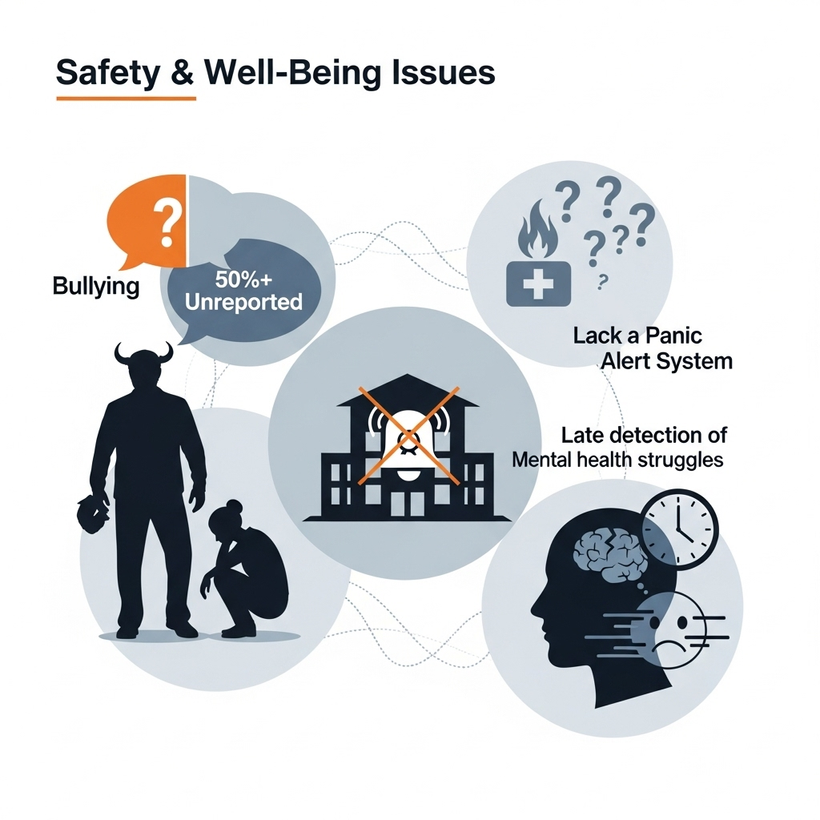 Safety & Well-Being Issues
?
Bullying
50%+
Unreported
? ? ? ? ? ?
Lack a Panic
Alert System
Late detection of
Mental health struggles